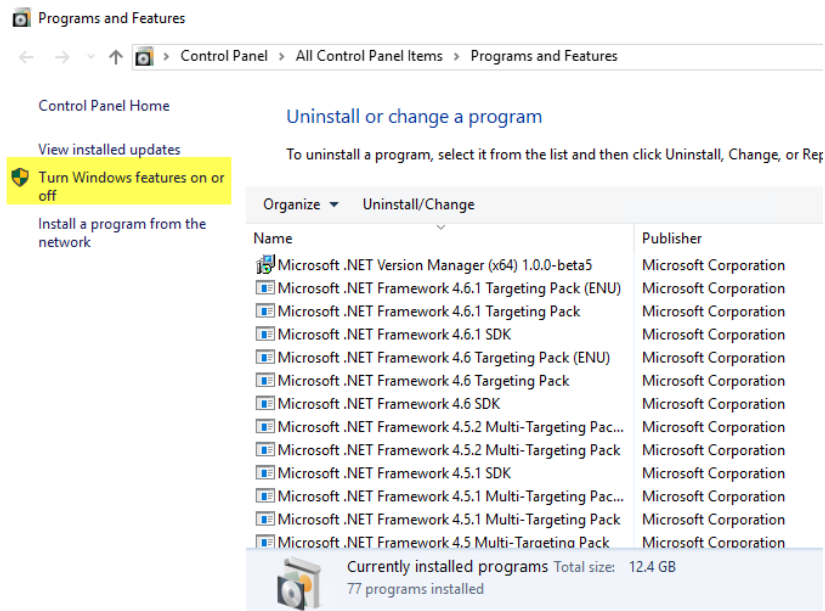 Programs and Features
Control Panel > All Control Panel Items > Programs and Features
Control Panel Home
View installed updates
Turn Windows features on or
off
Install a program from the
network
Uninstall or change a program
To uninstall a program, select it from the list and then click Uninstall, Change, or Rep
Organize Uninstall/Change
Name Publisher
Microsoft .NET Version Manager (x64) 1.0.0-beta5 Microsoft Corporation
Microsoft .NET Framework 4.6.1 Targeting Pack (ENU) Microsoft Corporation
Microsoft .NET Framework 4.6.1 Targeting Pack Microsoft Corporation
Microsoft .NET Framework 4.6.1 SDK Microsoft Corporation
Microsoft .NET Framework 4.6 Targeting Pack (ENU) Microsoft Corporation
Microsoft .NET Framework 4.6 Targeting Pack Microsoft Corporation
Microsoft .NET Framework 4.6 SDK Microsoft Corporation
Microsoft .NET Framework 4.5.2 Multi-Targeting Pac... Microsoft Corporation
Microsoft .NET Framework 4.5.2 Multi-Targeting Pack Microsoft Corporation
Microsoft .NET Framework 4.5.1 SDK Microsoft Corporation
Microsoft .NET Framework 4.5.1 Multi-Targeting Pac... Microsoft Corporation
Microsoft .NET Framework 4.5.1 Multi-Targeting Pack Microsoft Corporation
Microsoft .NET Framework 4.5 Multi-Targeting Pack Microsoft Corporation
Currently installed programs Total size: 12.4 GB
77 programs installed